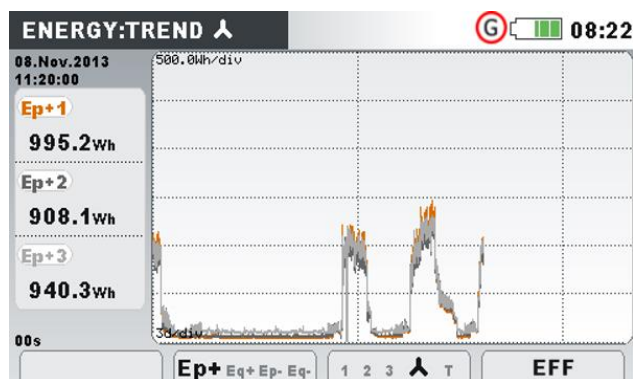 ENERGY:TREND
G
08:22
08.Nov.2013
11:20:00
500.0Wh/div
Ep+1
995.2Wh
Ep+2
908.1Wh
Ep+3
940.3Wh
00s
3d/div
Ep+ Eq+ Ep- Eq-
1 2 3 T
EFF